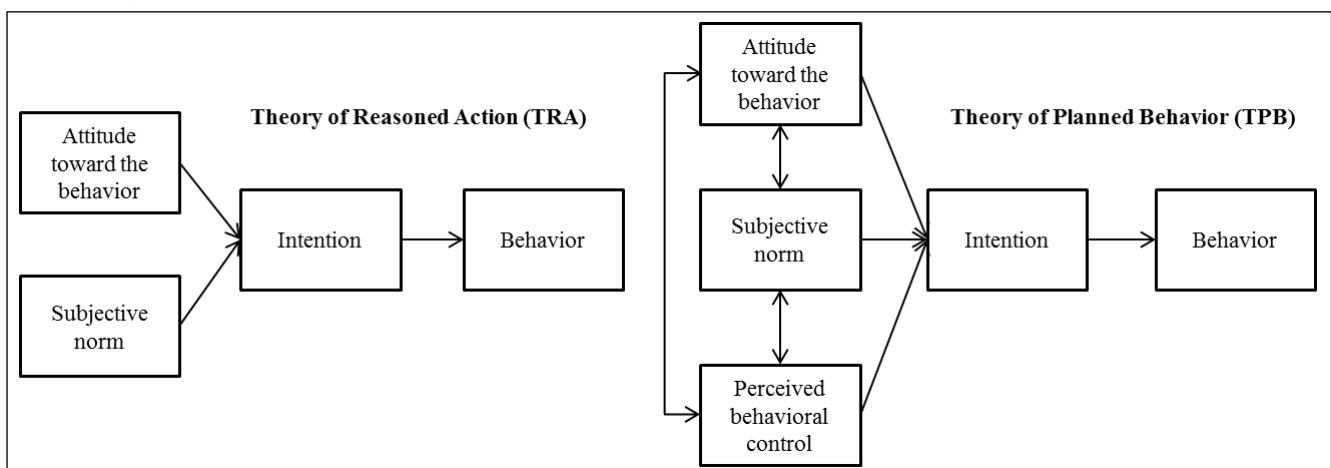 Theory of Reasoned Action (TRA)
Attitude
toward the
behavior
Subjective
norm
Intention
Behavior
Theory of Planned Behavior (TPB)
Attitude
toward the
behavior
Subjective
norm
Perceived
behavioral
control
Intention
Behavior